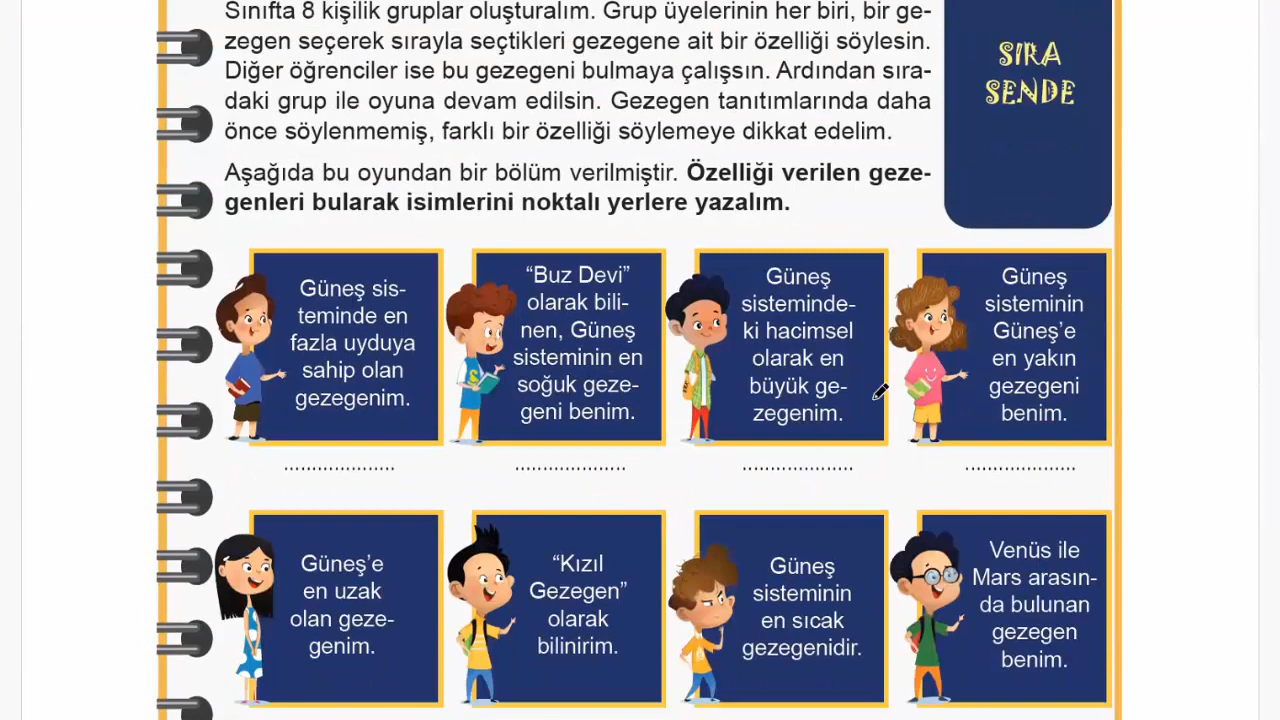 Sınıfta 8 kişilik gruplar oluşturalım. Grup üyelerinin her biri, bir ge-
zegen seçerek sırayla seçtikleri gezegene ait bir özelliği söylesin.
Diğer öğrenciler ise bu gezegeni bulmaya çalışsın. Ardından sıra-
daki grup ile oyuna devam edilsin. Gezegen tanıtımlarında daha
önce söylenmemiş, farklı bir özelliği söylemeye dikkat edelim.
SIRA
SENDE
Aşağıda bu oyundan bir bölüm verilmiştir. Özelliği verilen geze-
genleri bularak isimlerini noktalı yerlere yazalım.
Güneş sis-
teminde en
fazla uyduya
sahip olan
gezegenim.
“Buz Devi”
olarak bili-
nen, Güneş
sisteminin en
soğuk geze-
geni benim.
Güneş
sisteminde-
ki hacimsel
olarak en
büyük ge-
zegenim.
Güneş
sisteminin
Güneş’e
en yakın
gezegeni
benim.
....................
....................
....................
....................
Güneş’e
en uzak
olan geze-
genim.
“Kızıl
Gezegen”
olarak
bilinirim.
Güneş
sisteminin
en sıcak
gezegenidir.
Venüs ile
Mars arasın-
da bulunan
gezegen
benim.